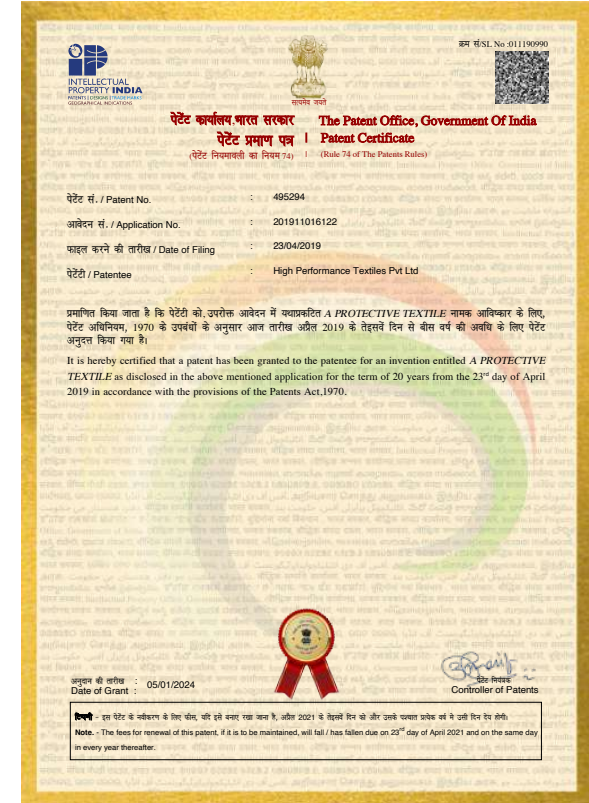 क्रम सं/SL No :011190990
INTELLECTUAL
PROPERTY INDIA
PATENTS | DESIGNS | TRADE MARKS
GEOGRAPHICAL INDICATIONS
सत्यमेव जयते
पेटेंट कार्यालय,भारत सरकार The Patent Office, Government Of India
पेटेंट प्रमाण पत्र | Patent Certificate
(पेटेंट नियमावली का नियम 74) | (Rule 74 of The Patents Rules)
पेटेंट सं. / Patent No. : 495294
आवेदन सं. / Application No. : 201911016122
फाइल करने की तारीख / Date of Filing : 23/04/2019
पेटेंटी / Patentee : High Performance Textiles Pvt Ltd
प्रमाणित किया जाता है कि पेटेंटी को, उपरोक्त आवेदन में यथाप्रकटित A PROTECTIVE TEXTILE नामक आविष्कार के लिए,
पेटेंट अधिनियम, 1970 के उपबंधों के अनुसार आज तारीख अप्रैल 2019 के तेइसवें दिन से बीस वर्ष की अवधि के लिए पेटेंट
अनुदत्त किया गया है।
It is hereby certified that a patent has been granted to the patentee for an invention entitled A PROTECTIVE
TEXTILE as disclosed in the above mentioned application for the term of 20 years from the 23rd day of April
2019 in accordance with the provisions of the Patents Act,1970.
अनुदान की तारीख :
Date of Grant : 05/01/2024
पेटेंट नियंत्रक
Controller of Patents
टिप्पणी - इस पेटेंट के नवीकरण के लिए फीस, यदि इसे बनाए रखा जाना है, अप्रैल 2021 के तेइसवें दिन को और उसके पश्चात प्रत्येक वर्ष मे उसी दिन देय होगी।
Note. - The fees for renewal of this patent, if it is to be maintained, will fall / has fallen due on 23rd day of April 2021 and on the same day
in every year thereafter.